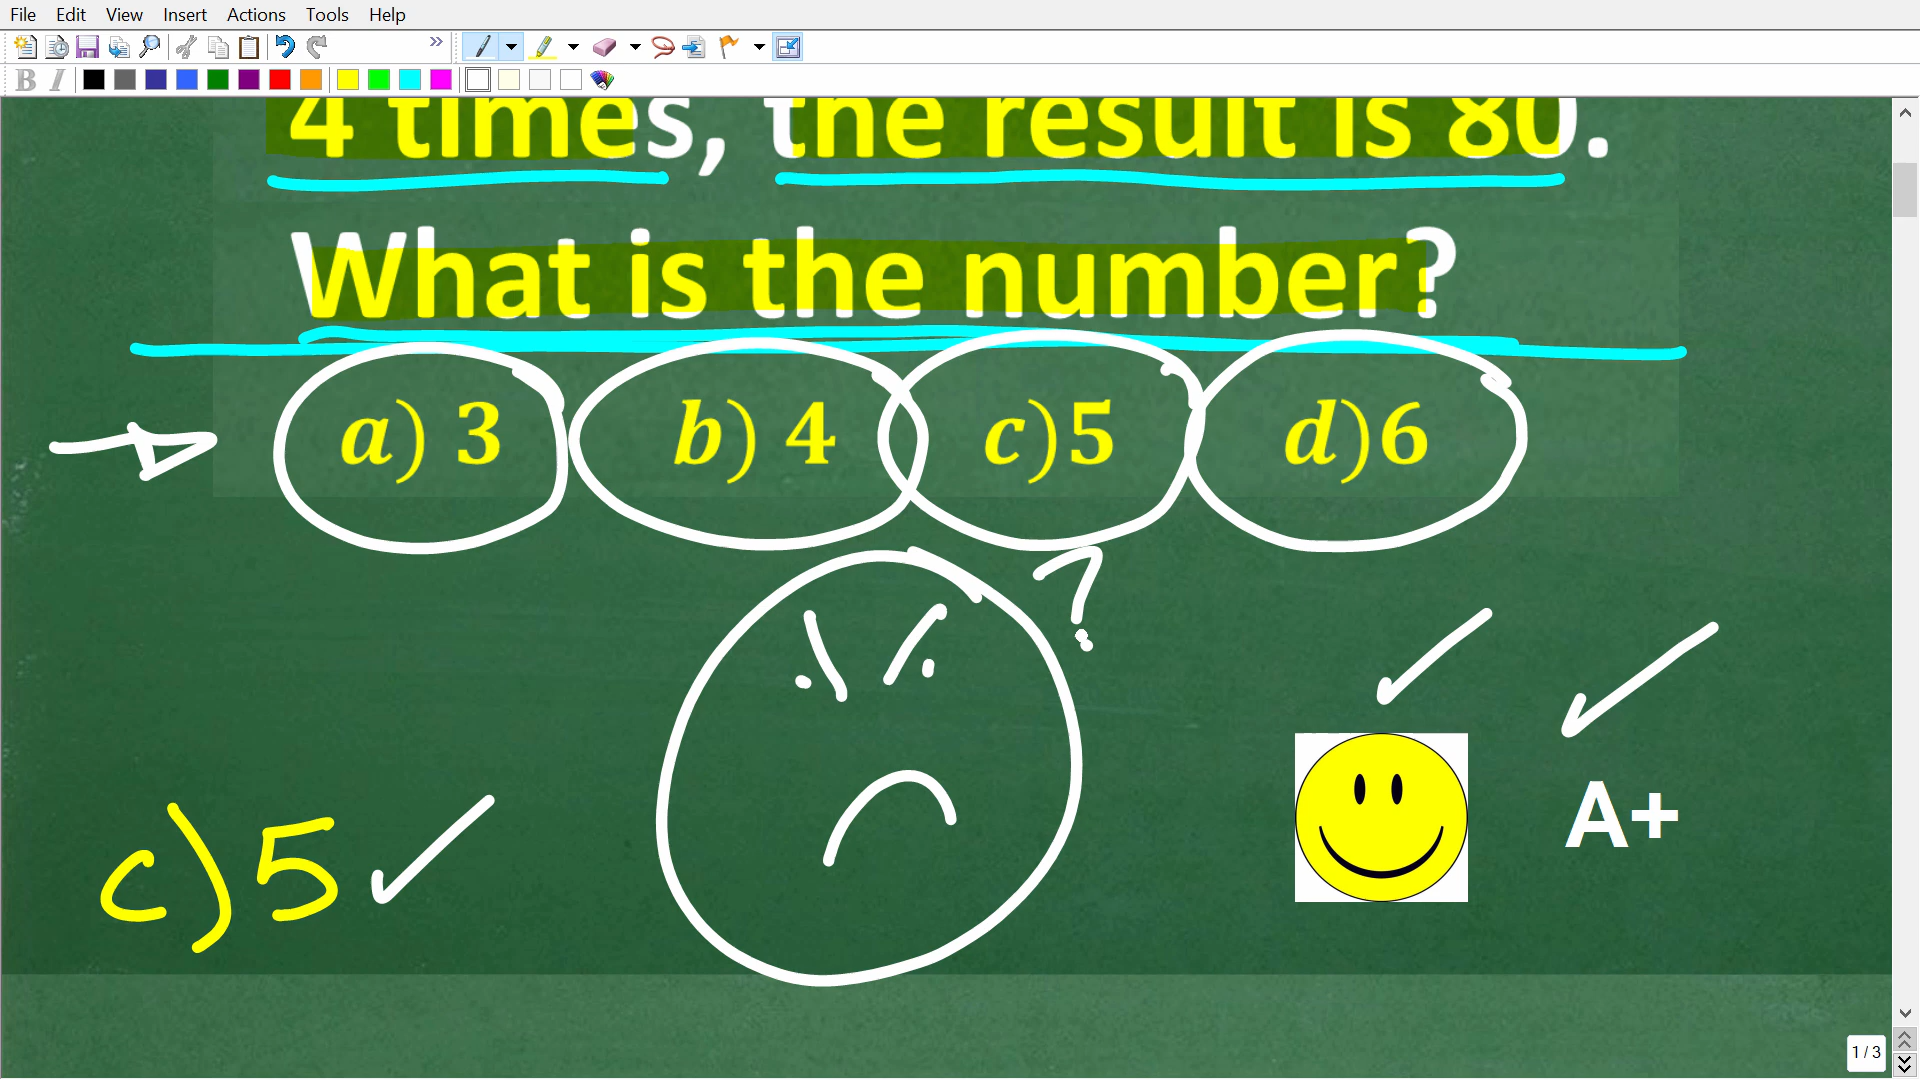 File Edit View Insert Actions Tools Help
B I
4 times, the result is 80.
What is the number?
a) 3 b) 4 c)5 d)6
?
A+
c) 5
1 / 3